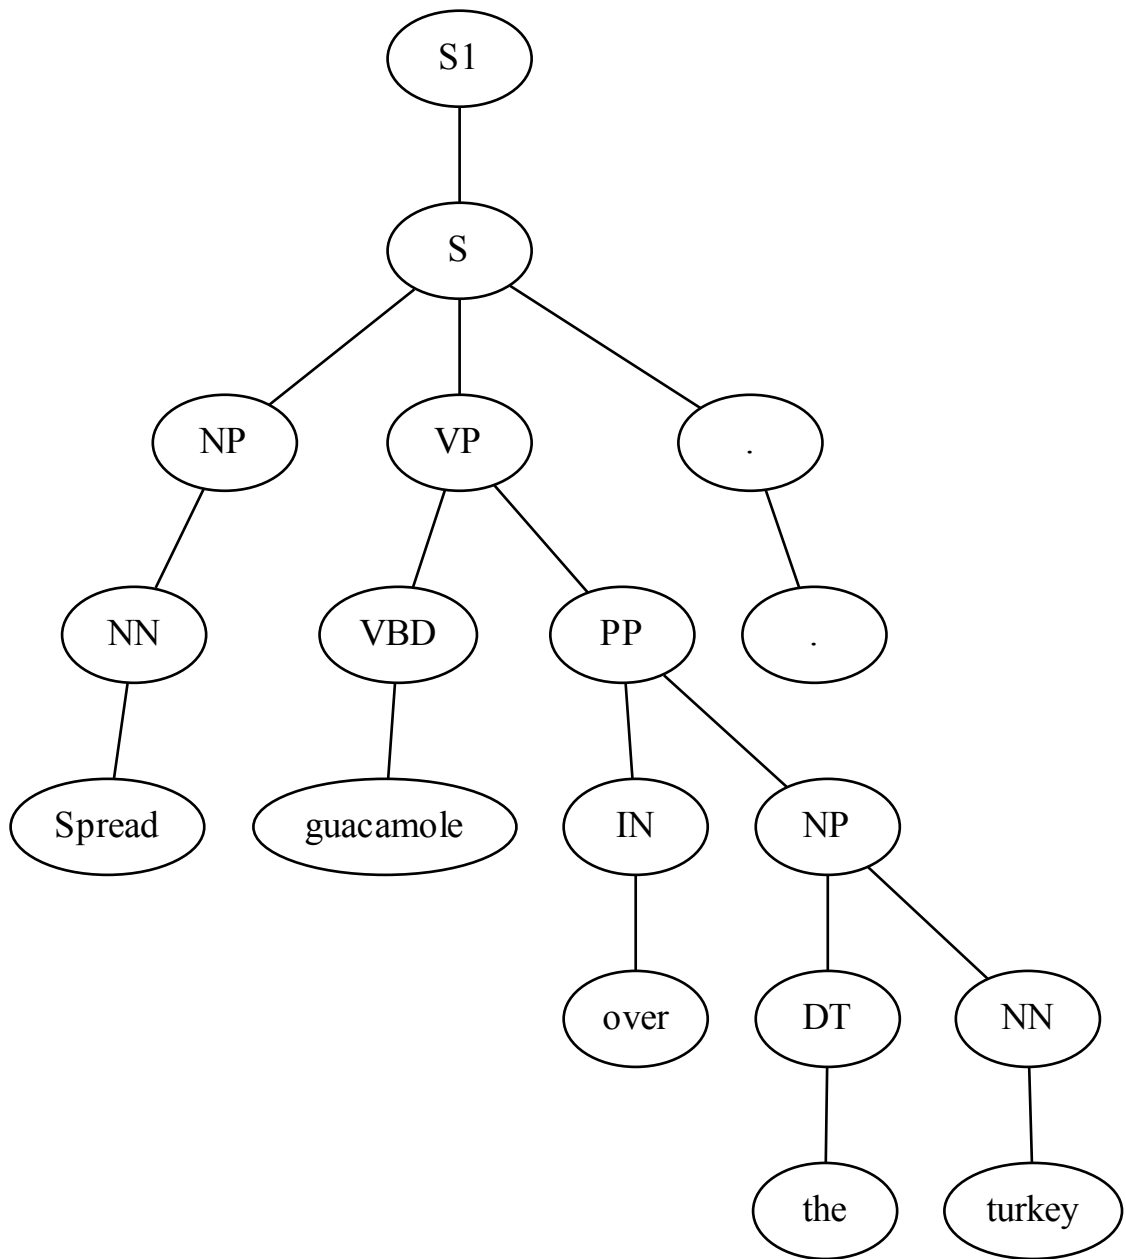 S1
S
NP VP .
NN VBD PP .
Spread guacamole IN NP
over DT NN
the turkey